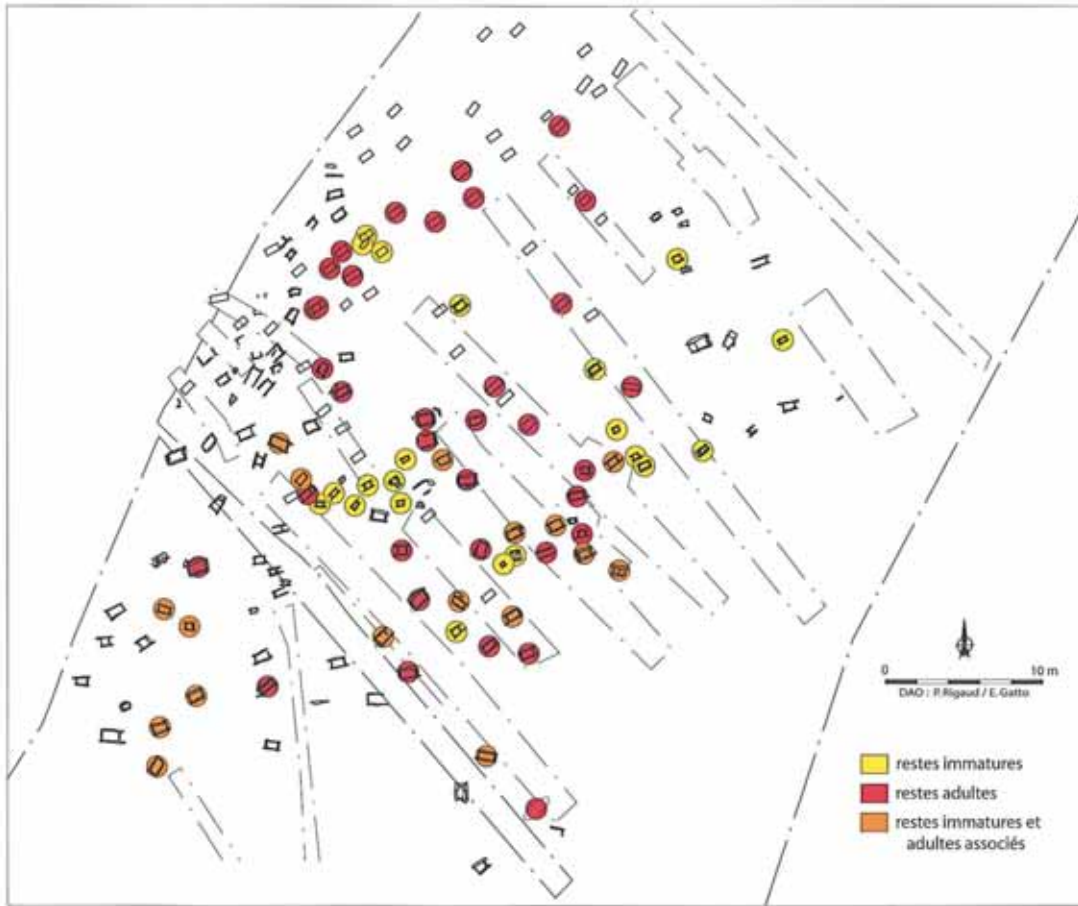 0 10 m
DAO : P.Rigaud / E.Gatto
restes immatures
restes adultes
restes immatures et
adultes associés